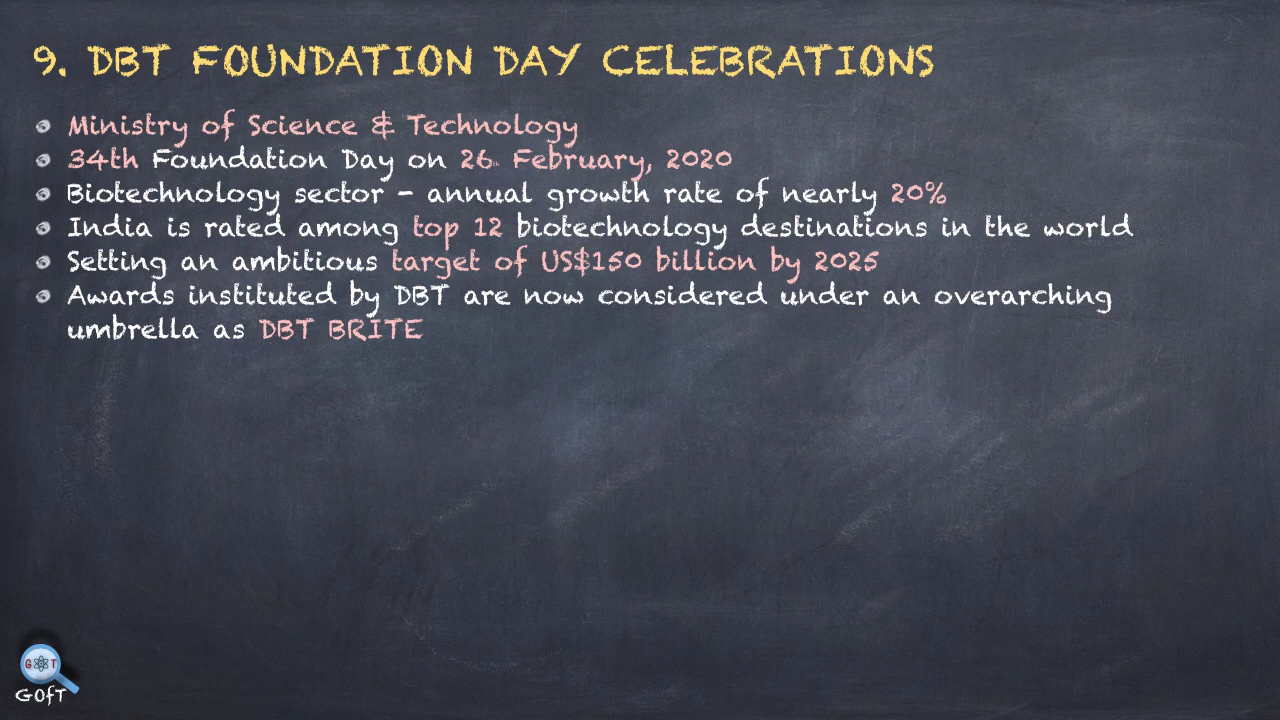 9. DBT FOUNDATION DAY CELEBRATIONS
Ministry of Science & Technology
34th Foundation Day on 26 February, 2020
Biotechnology sector - annual growth rate of nearly 20%
India is rated among top 12 biotechnology destinations in the world
Setting an ambitious target of US$150 billion by 2025
Awards instituted by DBT are now considered under an overarching
umbrella as DBT BRITE
G T
GOfT